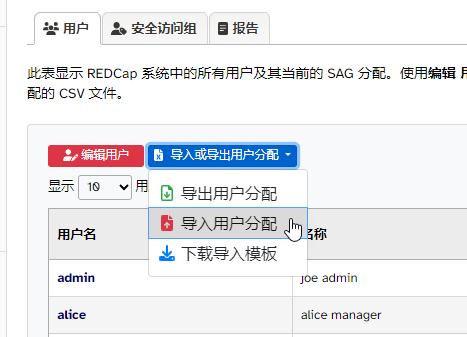 用户 安全访问组 报告
此表显示 REDCap 系统中的所有用户及其当前的 SAG 分配。使用编辑
配的 CSV 文件。
编辑用户 导入或导出用户分配
显示 10 用
导出用户分配
导入用户分配
下载导入模板
用户名 名称
admin joe admin
alice alice manager